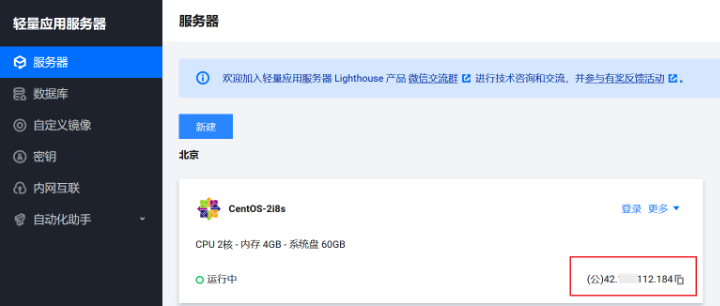 轻量应用服务器
服务器
数据库
自定义镜像
密钥
内网互联
自动化助手
服务器
欢迎加入轻量应用服务器 Lighthouse 产品 微信交流群 进行技术咨询和交流，并参与有奖反馈活动。
新建
北京
CentOS-2i8s
登录 更多
CPU 2核 - 内存 4GB - 系统盘 60GB
运行中
(公)42. 112.184